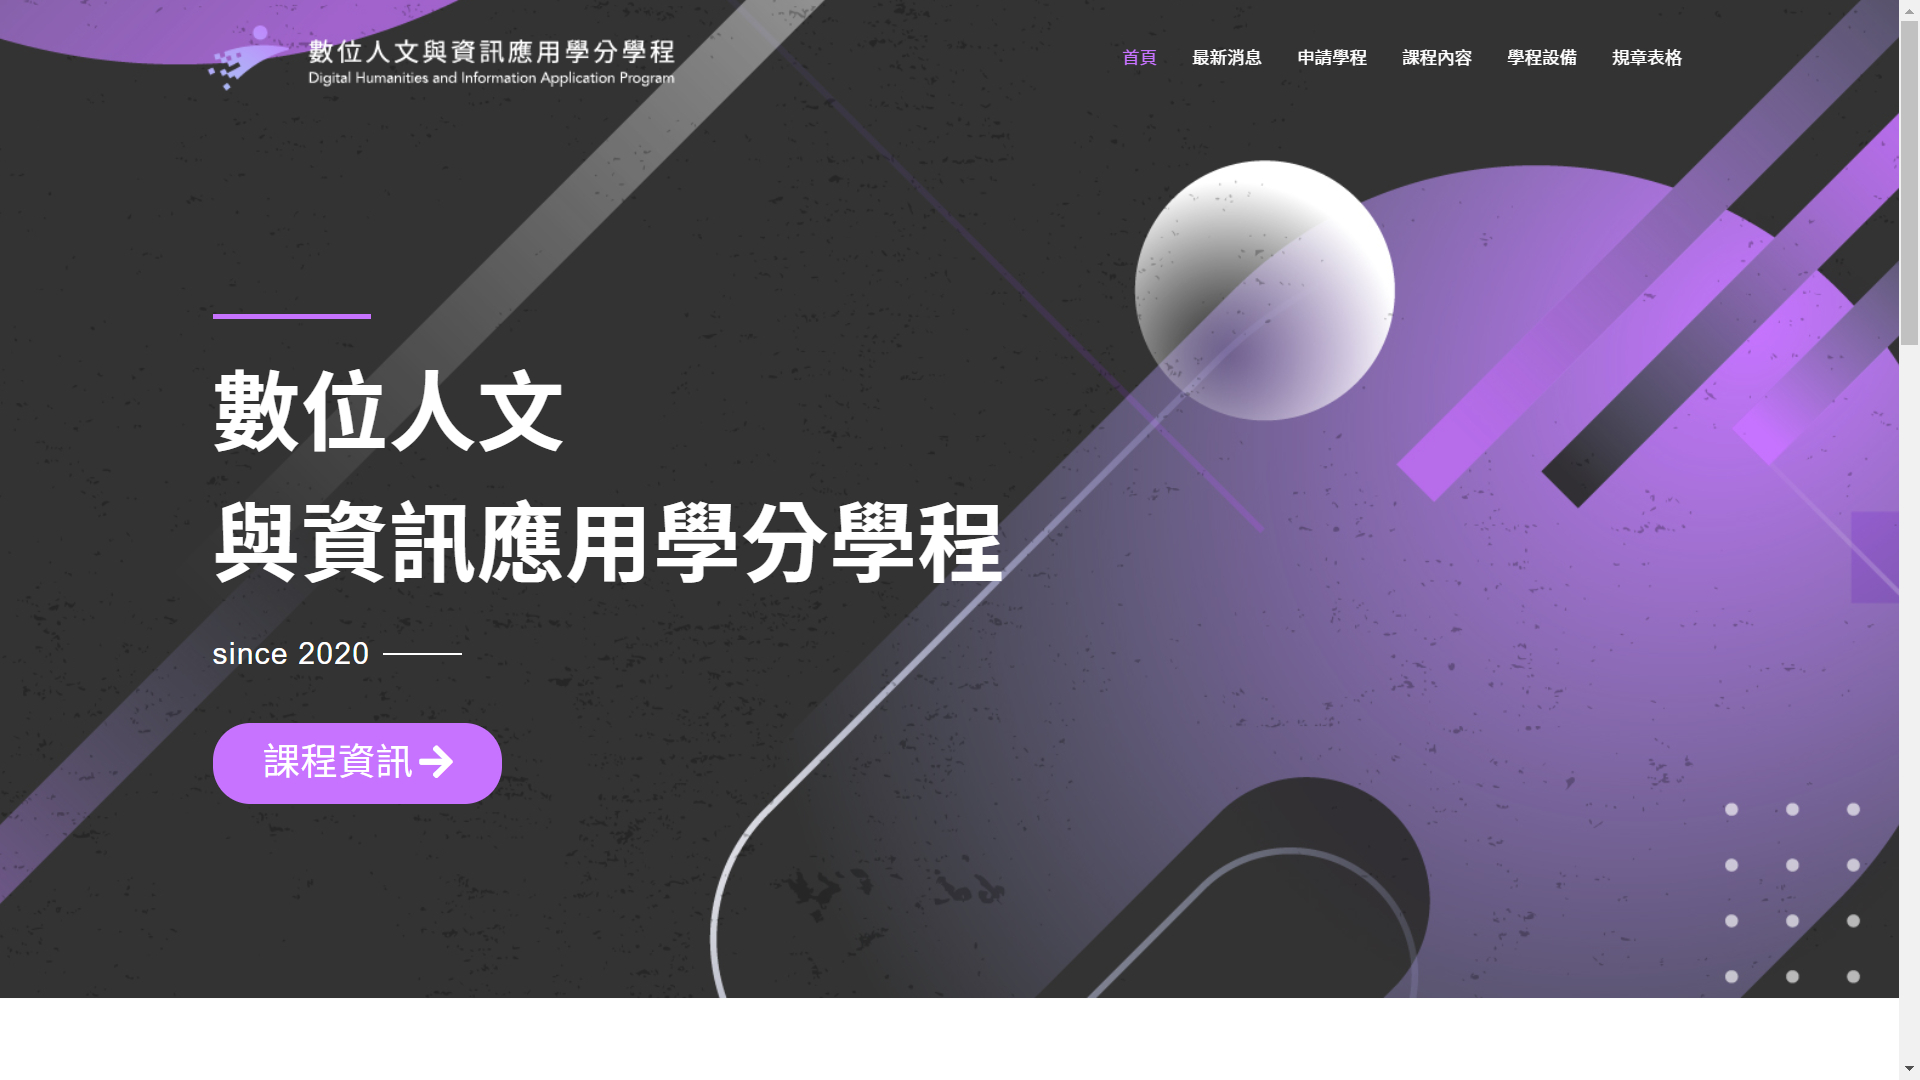 數位人文與資訊應用學分學程
Digital Humanities and Information Application Program
首頁 最新消息 申請學程 課程內容 學程設備 規章表格
數位人文
與資訊應用學分學程
since 2020
課程資訊